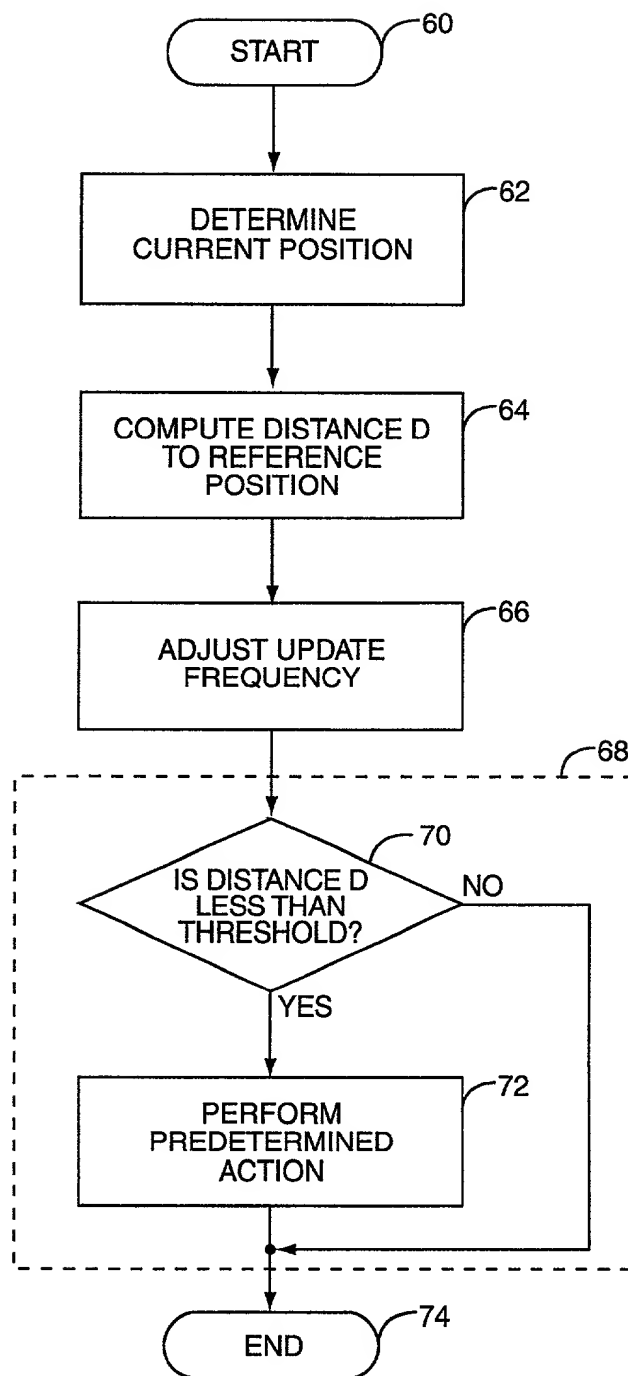 START
60
DETERMINE
CURRENT POSITION
62
COMPUTE DISTANCE D
TO REFERENCE
POSITION
64
ADJUST UPDATE
FREQUENCY
66
68
IS DISTANCE D
LESS THAN
THRESHOLD?
70
NO
YES
PERFORM
PREDETERMINED
ACTION
72
END
74